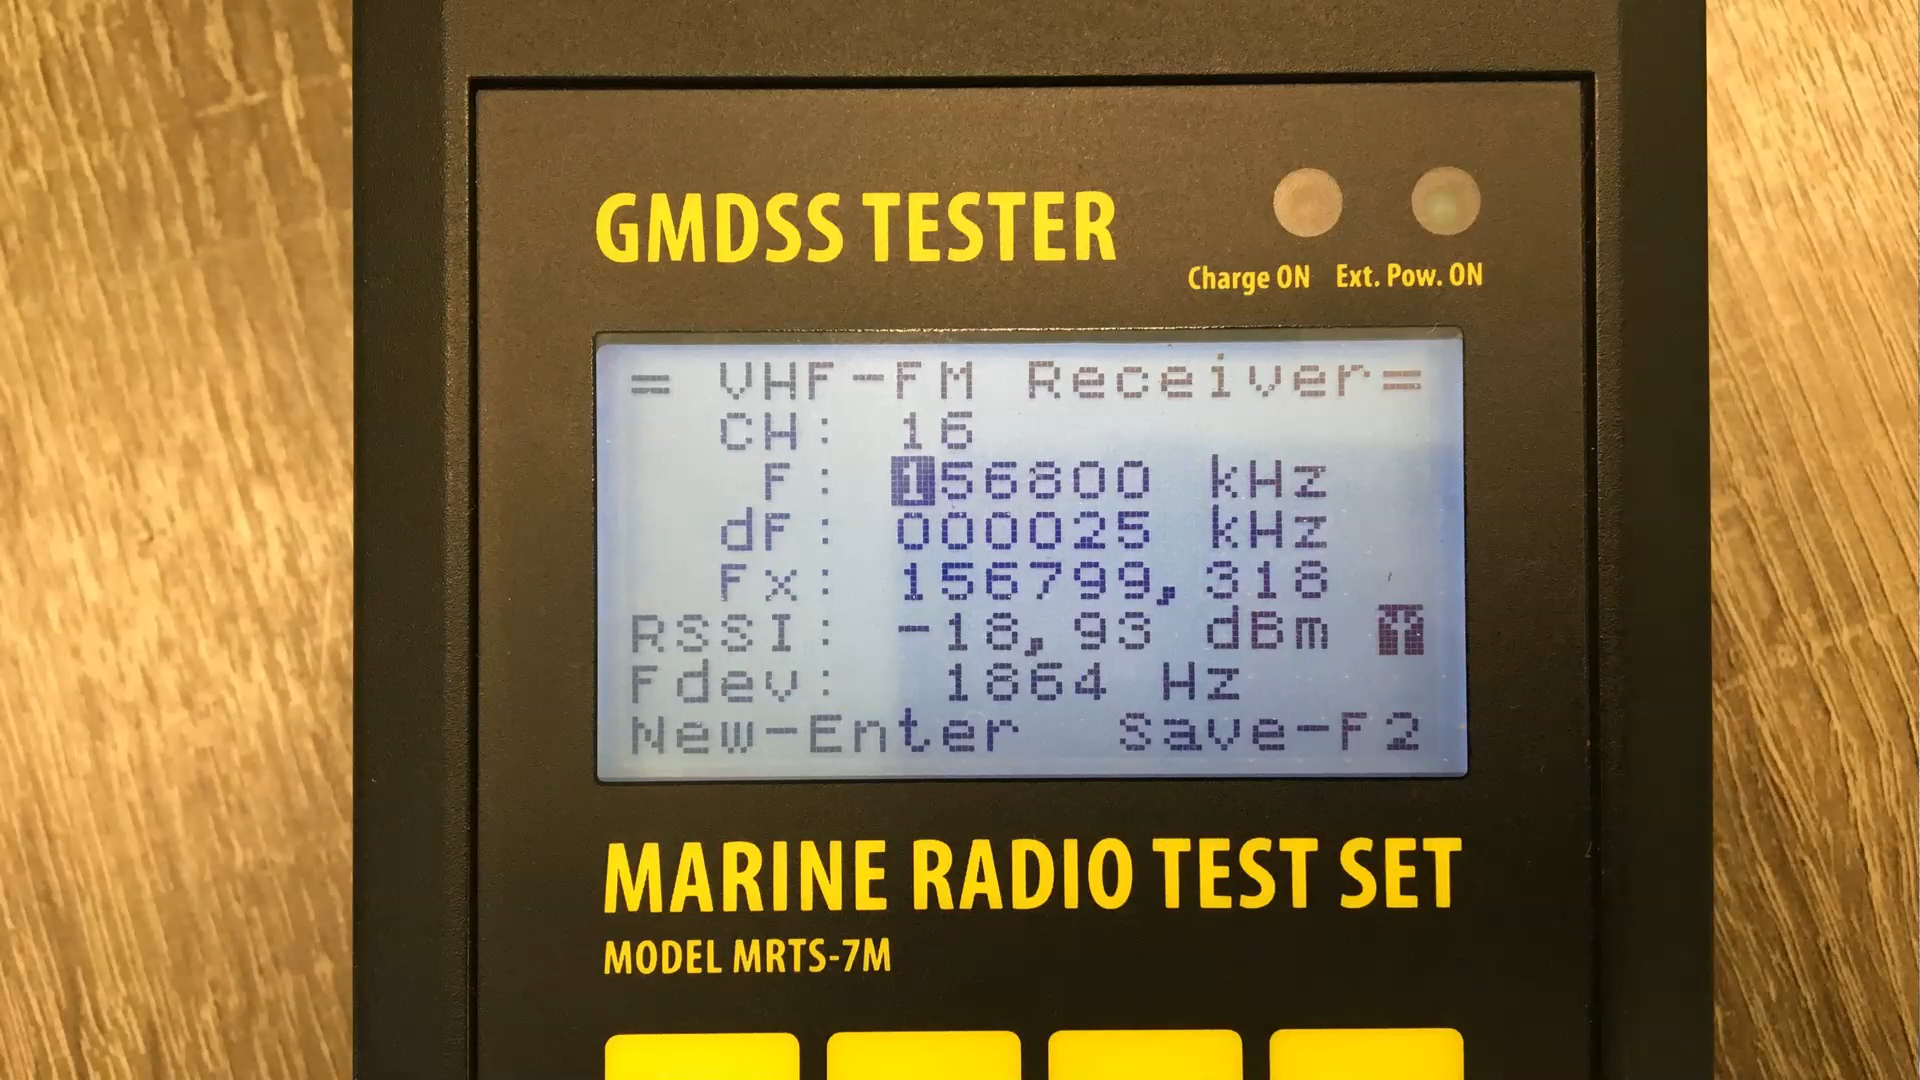 GMDSS TESTER
Charge ON Ext. Pow. ON
= VHF-FM Receiver=
CH: 16
F: 156800 kHz
dF: 000025 kHz
Fx: 156799,318
RSSI: -18,93 dBm
Fdev: 1864 Hz
New-Enter Save-F2
MARINE RADIO TEST SET
MODEL MRTS-7M